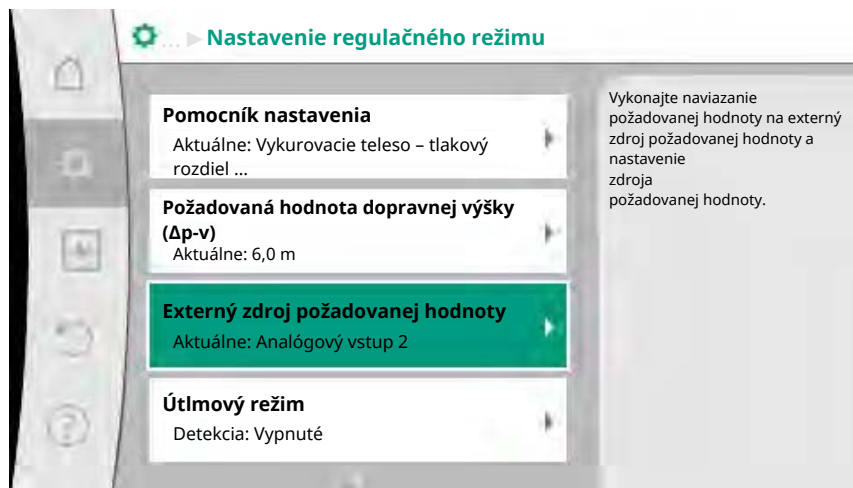 ... Nastavenie regulačného režimu
Pomocník nastavenia
Aktuálne: Vykurovacie teleso – tlakový
rozdiel ...
Požadovaná hodnota dopravnej výšky
(Δp-v)
Aktuálne: 6,0 m
Externý zdroj požadovanej hodnoty
Aktuálne: Analógový vstup 2
Útlmový režim
Detekcia: Vypnuté
Vykonajte naviazanie
požadovanej hodnoty na externý
zdroj požadovanej hodnoty a
nastavenie
zdroja
požadovanej hodnoty.